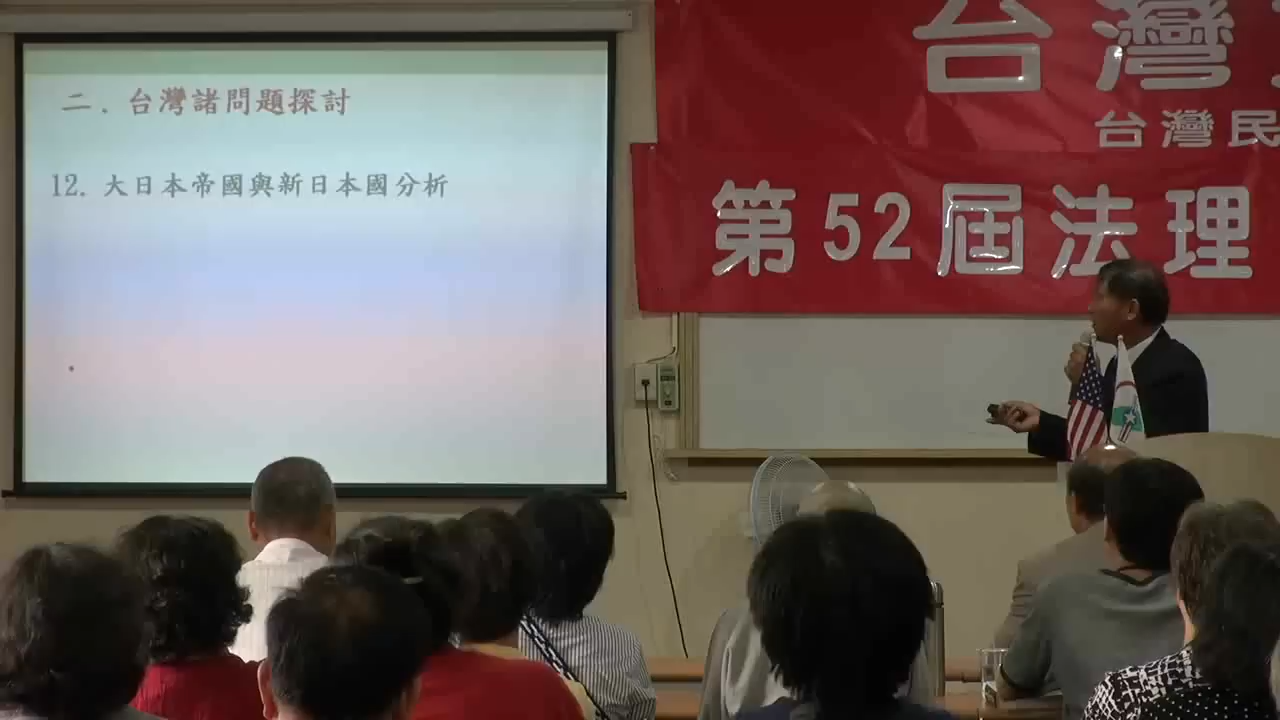 二. 台灣諸問題探討
12. 大日本帝國與新日本國分析
台灣
台灣民
第52屆法理